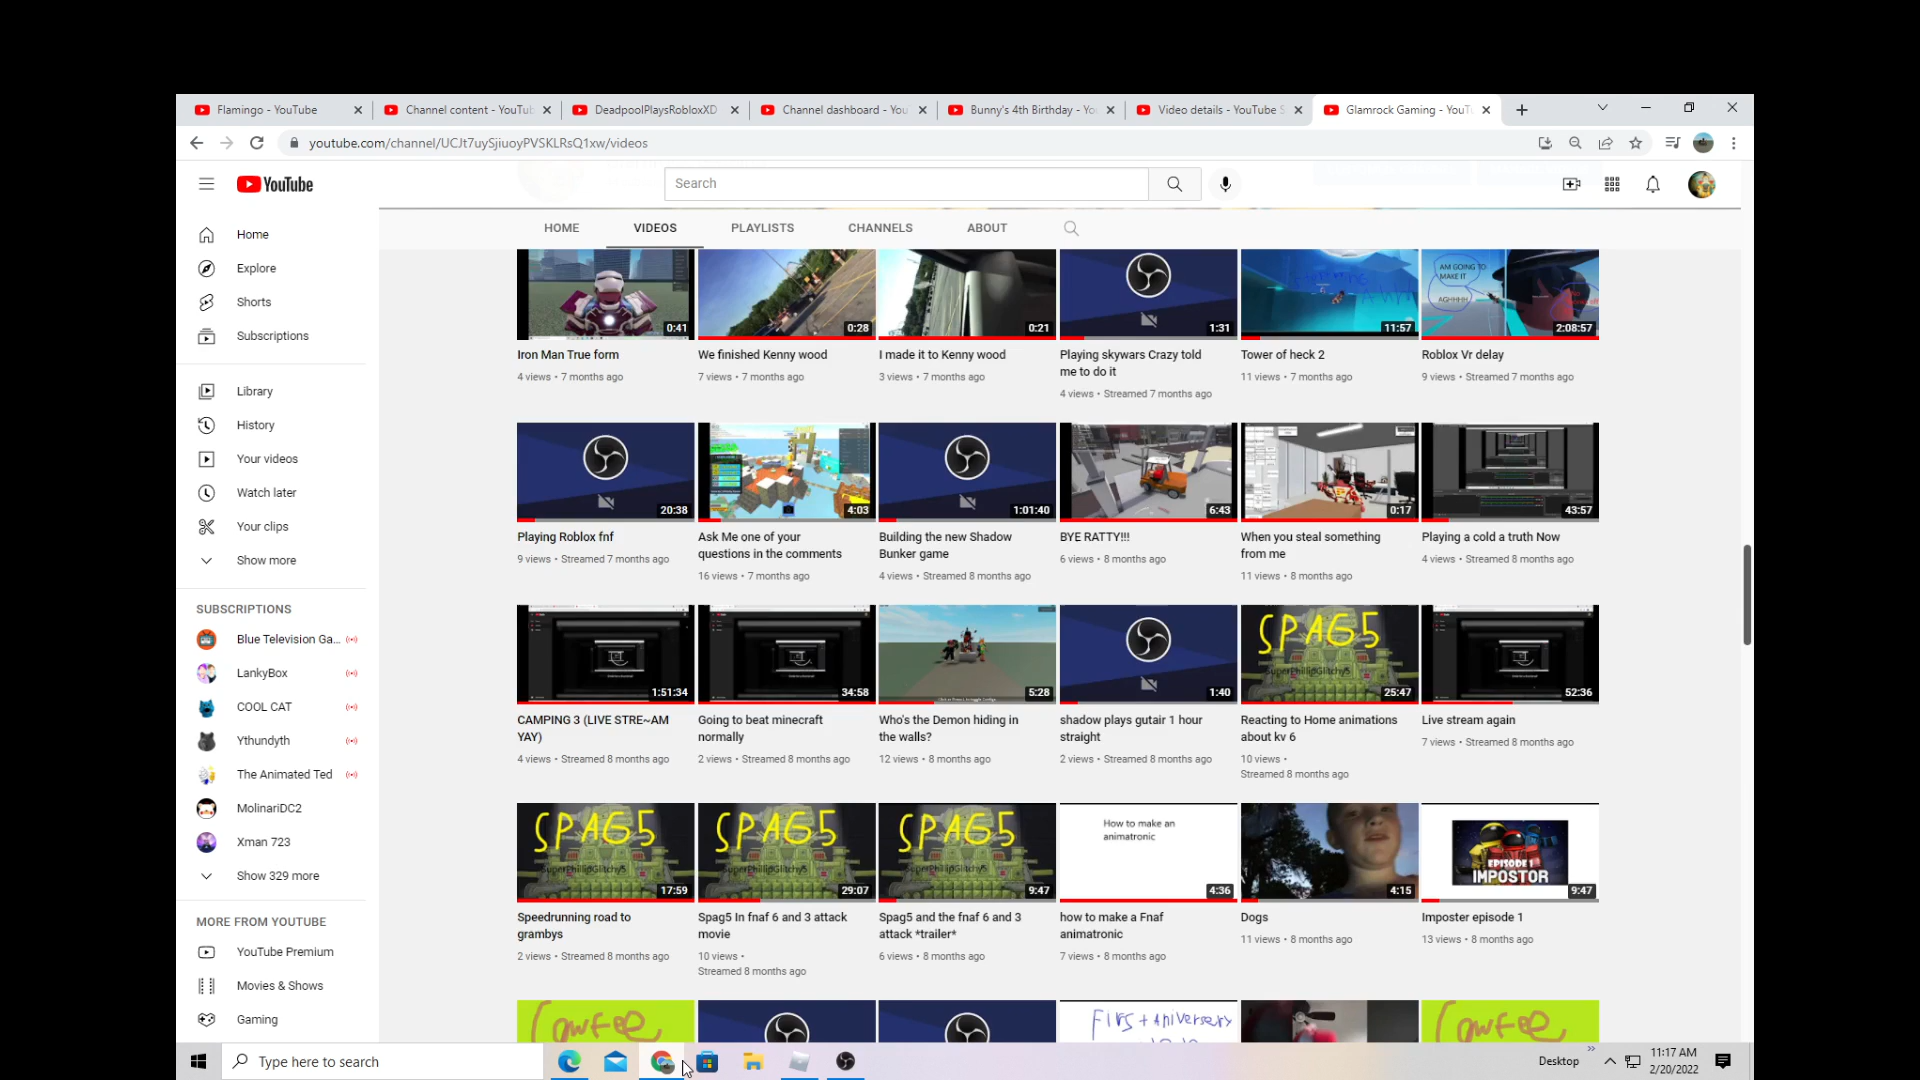 Flamingo - YouTube
Channel content - YouTub
DeadpoolPlaysRobloxXD
Channel dashboard - You
Bunny's 4th Birthday - Yo
Video details - YouTube S
Glamrock Gaming - YouTu
youtube.com/channel/UCJt7uySjiuoyPVSKLRsQ1xw/videos
YouTube
Search
HOME
VIDEOS
PLAYLISTS
CHANNELS
ABOUT
Home
Explore
Shorts
Subscriptions
Library
History
Your videos
Watch later
Your clips
Show more
SUBSCRIPTIONS
Blue Television Ga...
LankyBox
COOL CAT
Ythundyth
The Animated Ted
MolinariDC2
Xman 723
Show 329 more
MORE FROM YOUTUBE
YouTube Premium
Movies & Shows
Gaming
0:41
Iron Man True form
4 views • 7 months ago
0:28
We finished Kenny wood
7 views • 7 months ago
0:21
I made it to Kenny wood
3 views • 7 months ago
1:31
Playing skywars Crazy told
me to do it
4 views • Streamed 7 months ago
11:57
Tower of heck 2
11 views • 7 months ago
AM GOING TO
MAKE IT
AGHHHH
2:08:57
Roblox Vr delay
9 views • Streamed 7 months ago
20:38
Playing Roblox fnf
9 views • Streamed 7 months ago
4:03
Ask Me one of your
questions in the comments
16 views • 7 months ago
1:01:40
Building the new Shadow
Bunker game
4 views • Streamed 8 months ago
6:43
BYE RATTY!!!
6 views • 8 months ago
0:17
When you steal something
from me
11 views • 8 months ago
43:57
Playing a cold a truth Now
4 views • Streamed 8 months ago
1:51:34
CAMPING 3 (LIVE STRE~AM
YAY)
4 views • Streamed 8 months ago
34:58
Going to beat minecraft
normally
2 views • Streamed 8 months ago
5:28
Who's the Demon hiding in
the walls?
12 views • 8 months ago
1:40
shadow plays gutair 1 hour
straight
2 views • Streamed 8 months ago
SPAG5
SuperPhillipGlitchy5
25:47
Reacting to Home animations
about kv 6
10 views •
Streamed 8 months ago
52:36
Live stream again
7 views • Streamed 8 months ago
SPAG5
SuperPhillipGlitchy5
17:59
Speedrunning road to
grambys
2 views • Streamed 8 months ago
SPAG5
SuperPhillipGlitchy5
29:07
Spag5 In fnaf 6 and 3 attack
movie
10 views •
Streamed 8 months ago
SPAG5
SuperPhillipGlitchy5
9:47
Spag5 and the fnaf 6 and 3
attack *trailer*
6 views • 8 months ago
How to make an
animatronic
4:36
how to make a Fnaf
animatronic
7 views • 8 months ago
4:15
Dogs
11 views • 8 months ago
EPISODE 1
IMPOSTOR
9:47
Imposter episode 1
13 views • 8 months ago
First Aniversery
Type here to search
Desktop
11:17 AM
2/20/2022